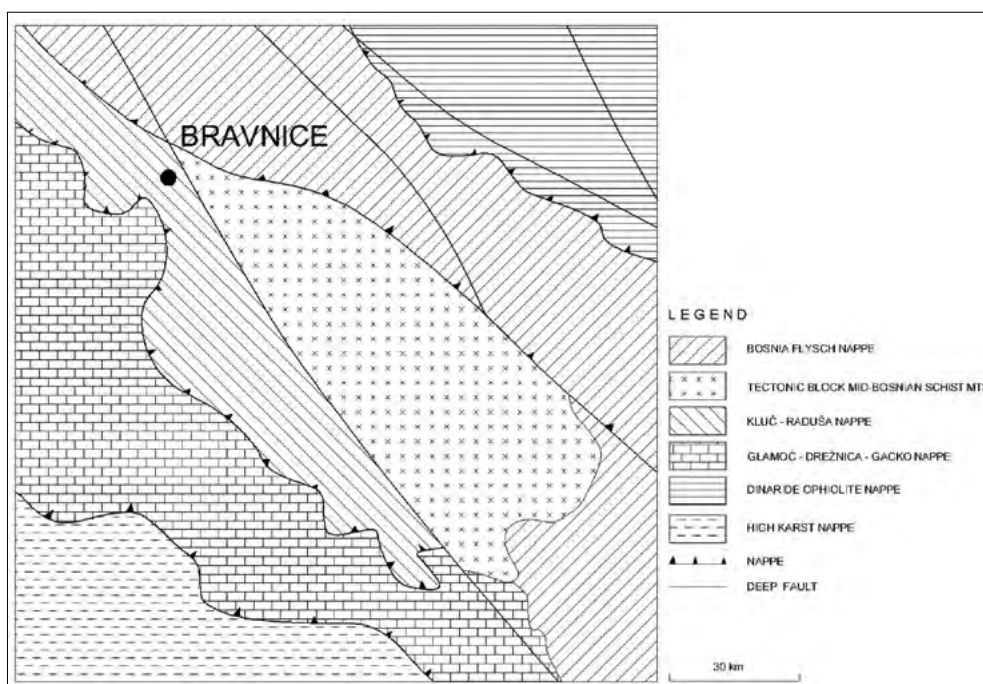 BRAVNICE
LEGEND
BOSNIA FLYSCH NAPPE
TECTONIC BLOCK MID-BOSNIAN SCHIST MTS
KLUČ - RADUŠA NAPPE
GLAMOČ - DREŽNICA - GACKO NAPPE
DINARIDE OPHIOLITE NAPPE
HIGH KARST NAPPE
NAPPE
DEEP FAULT
30 km